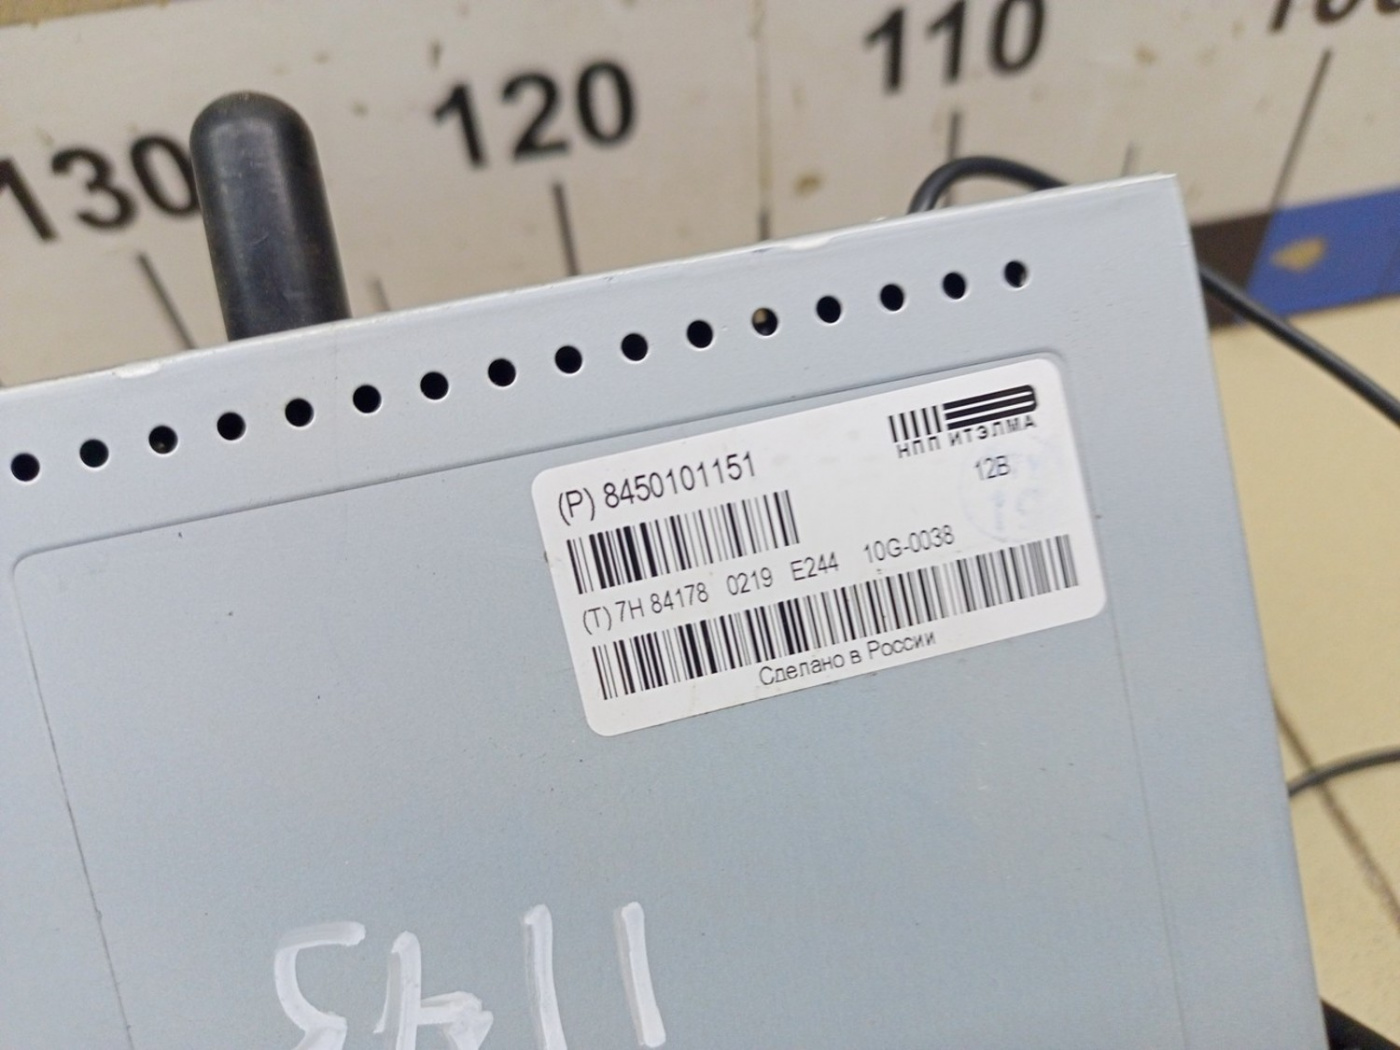 130 120 110
НПП ИТЭЛМА
(P) 8450101151
12В
(T) 7H 84178 0219 E244 10G-0038
Сделано в России